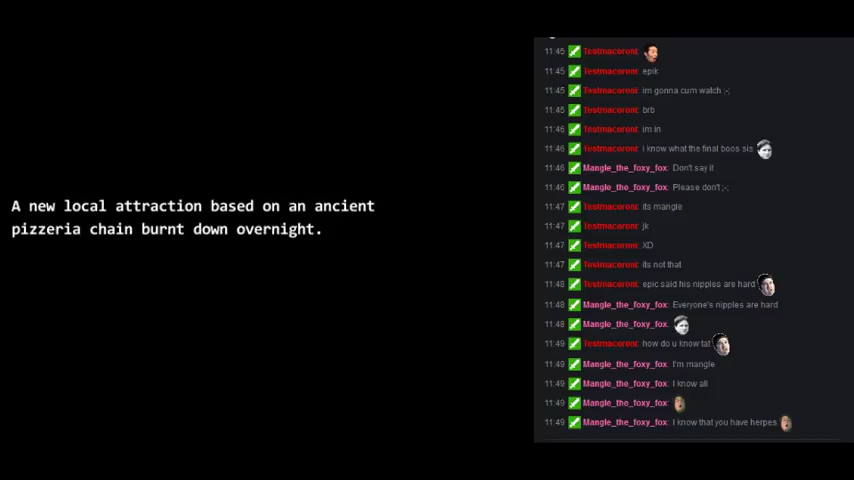 A new local attraction based on an ancient
pizzeria chain burnt down overnight.
11:45 Testmacoroni:
11:45 Testmacoroni: epik
11:45 Testmacoroni: im gonna cum watch ;-;
11:45 Testmacoroni: brb
11:46 Testmacoroni: im in
11:46 Testmacoroni: i know what the final boos sis
11:46 Mangle_the_foxy_fox: Don't say it
11:46 Mangle_the_foxy_fox: Please don't ;-;
11:47 Testmacoroni: its mangle
11:47 Testmacoroni: jk
11:47 Testmacoroni: XD
11:47 Testmacoroni: its not that
11:48 Testmacoroni: epic said his nipples are hard
11:48 Mangle_the_foxy_fox: Everyone's nipples are hard
11:48 Mangle_the_foxy_fox:
11:49 Testmacoroni: how do u know tat
11:49 Mangle_the_foxy_fox: I'm mangle
11:49 Mangle_the_foxy_fox: I know all
11:49 Mangle_the_foxy_fox:
11:49 Mangle_the_foxy_fox: I know that you have herpes